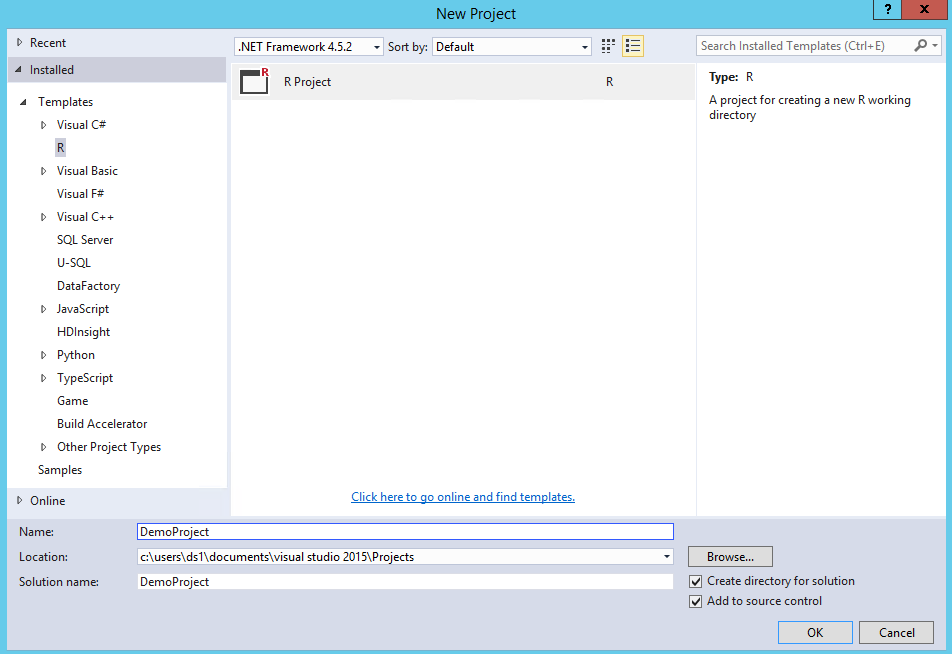 New Project
? x
Recent
Installed
Templates
Visual C#
R
Visual Basic
Visual F#
Visual C++
SQL Server
U-SQL
DataFactory
JavaScript
HDInsight
Python
TypeScript
Game
Build Accelerator
Other Project Types
Samples
Online
.NET Framework 4.5.2 Sort by: Default
R R Project R
Click here to go online and find templates.
Search Installed Templates (Ctrl+E)
Type: R
A project for creating a new R working
directory
Name: DemoProject
Location: c:\users\ds1\documents\visual studio 2015\Projects Browse...
Solution name: DemoProject
Create directory for solution
Add to source control
OK Cancel